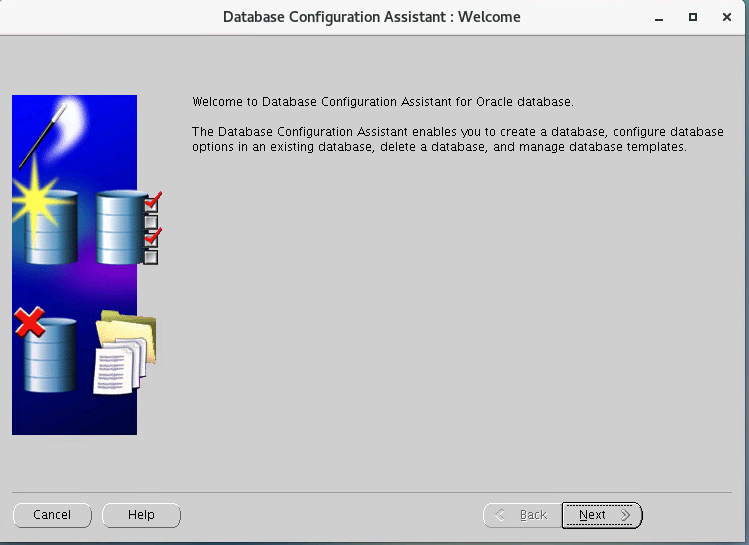 Database Configuration Assistant : Welcome
Welcome to Database Configuration Assistant for Oracle database.
The Database Configuration Assistant enables you to create a database, configure database
options in an existing database, delete a database, and manage database templates.
Cancel
Help
Back
Next